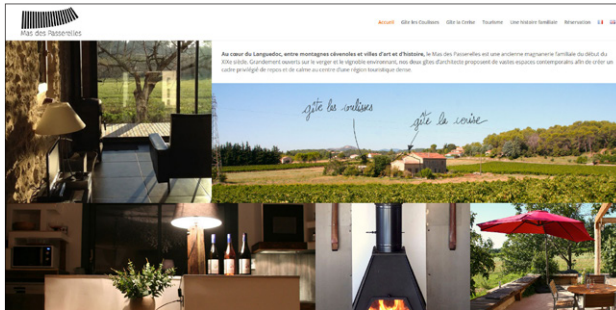 Mas des Passerelles
Accueil Gîte les Coulisses Gîte la Cerise Tourisme Une histoire familiale Réservation
Au cœur du Languedoc, entre montagnes cévenoles et villes d'art et d'histoire, le Mas des Passerelles est une ancienne magnanerie familiale du début du
XIXe siècle. Grandement ouverts sur le verger et le vignoble environnant, nos deux gîtes d'architecte proposent de vastes espaces contemporains afin de créer un
cadre privilégié de repos et de calme au centre d'une région touristique dense.
gîte les coulisses
gîte la cerise